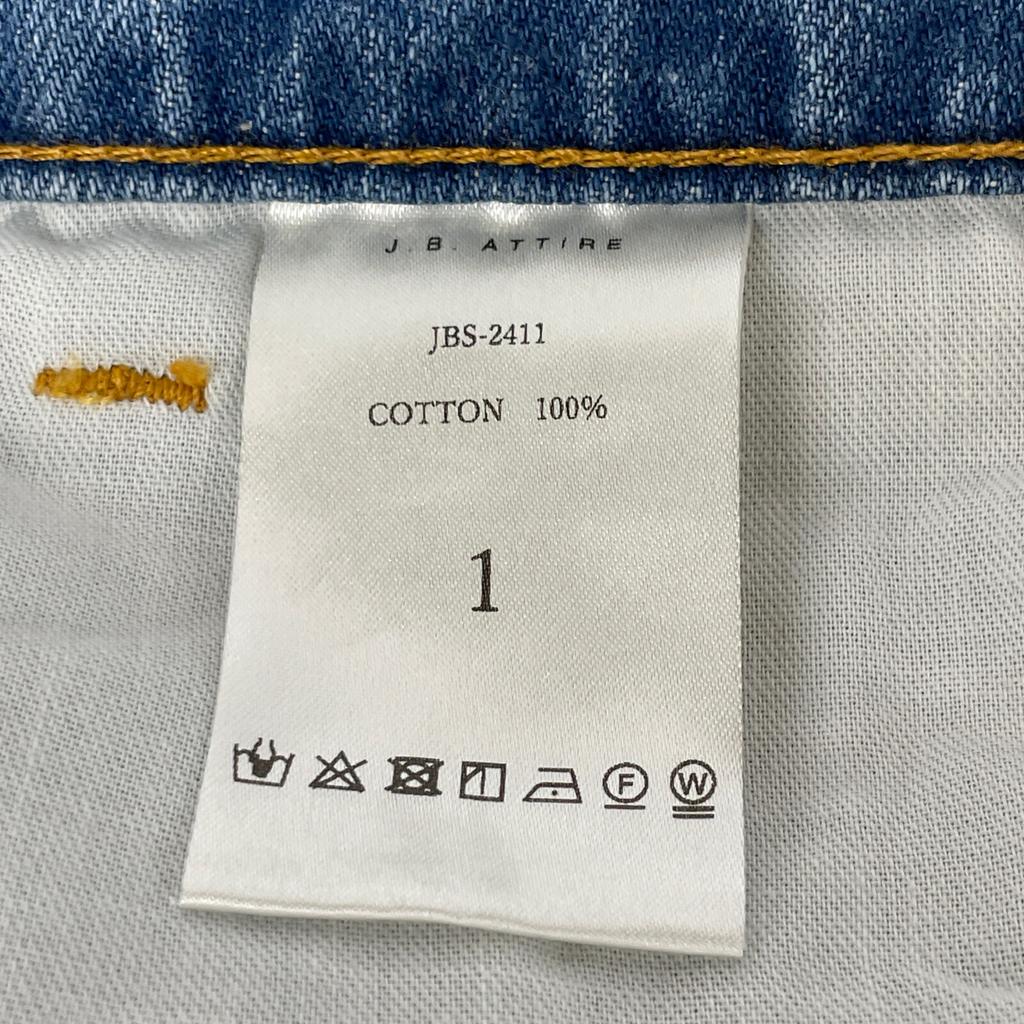 J.B. ATTIRE
JBS-2411
COTTON 100%
1
F W